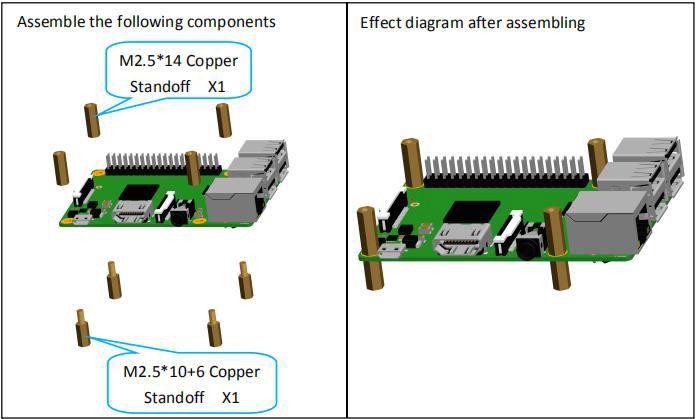 Assemble the following components
M2.5*14 Copper
Standoff X1
M2.5*10+6 Copper
Standoff X1
Effect diagram after assembling